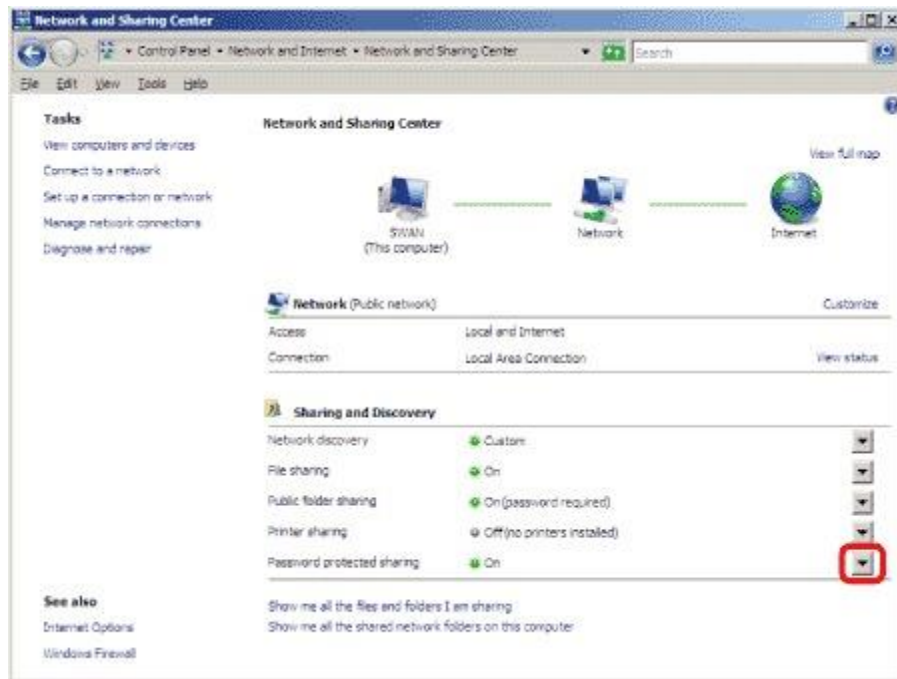 Network and Sharing Center
Control Panel • Network and Internet • Network and Sharing Center
Search
File Edit View Tools Help
Tasks
View computers and devices
Connect to a network
Set up a connection or network
Manage network connections
Diagnose and repair
Network and Sharing Center
View full map
SWAN
(This computer)
Network
Internet
Network (Public network)
Customize
Access Local and Internet
Connection Local Area Connection View status
Sharing and Discovery
Network discovery Custom
File sharing On
Public folder sharing On (password required)
Printer sharing Off (no printers installed)
Password protected sharing On
Show me all the files and folders I am sharing
Show me all the shared network folders on this computer
See also
Internet Options
Windows Firewall